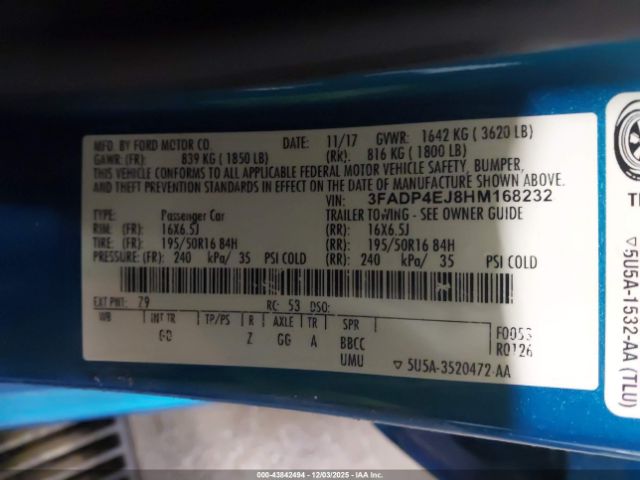 MFG. BY FORD MOTOR CO. DATE: 11/17 GVWR: 1642 KG ( 3620 LB)
GAWR: (FR): 839 KG ( 1850 LB) (RR): 816 KG ( 1800 LB)
THIS VEHICLE CONFORMS TO ALL APPLICABLE FEDERAL MOTOR VEHICLE SAFETY, BUMPER,
AND THEFT PREVENTION STANDARDS IN EFFECT ON THE DATE OF MANUFACTURE SHOWN ABOVE.
VIN: 3FADP4EJ8HM168232
TYPE: Passenger Car TRAILER TOWING - SEE OWNER GUIDE
RIM: (FR): 16X6.5J (RR): 16X6.5J
TIRE: (FR): 195/50R16 84H (RR): 195/50R16 84H
PRESSURE: (FR): 240 kPa/ 35 PSI COLD (RR): 240 kPa/ 35 PSI COLD
EXT PNT: 79 RC: 53 DSO:
WB INT TR TP/PS R AXLE TR SPR
Z GG A BBCC
UMU
F0053
R0126
▽ 5U5A-3520472-AA
▽ 5U5A-1532-AA (TLU)
12-43842494 | 12/03/2025 - IAA.COM